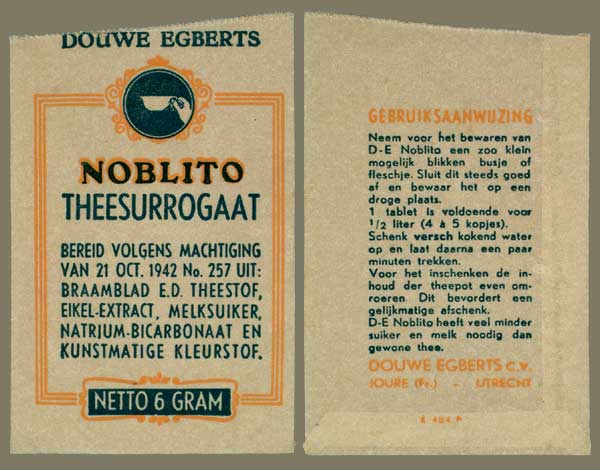 DOUWE EGBERTS
NOBLITO
THEESURROGAAT
BEREID VOLGENS MACHTIGING
VAN 21 OCT. 1942 No. 257 UIT:
BRAAMBLAD E.D. THEESTOF,
EIKEL-EXTRACT, MELKSUIKER,
NATRIUM-BICARBONAAT EN
KUNSTMATIGE KLEURSTOF.
NETTO 6 GRAM
GEBRUIKSAANWIJZING
Neem voor het bewaren van
D-E Noblito een zoo klein
mogelijk blikken busje of
fleschje. Sluit dit steeds goed
af en bewaar het op een
droge plaats.
1 tablet is voldoende voor
1/2 liter (4 à 5 kopjes).
Schenk versch kokend water
op en laat daarna een paar
minuten trekken.
Voor het inschenken de in-
houd der theepot even om-
roeren. Dit bevordert een
gelijkmatige afschenk.
D-E Noblito heeft veel minder
suiker en melk noodig dan
gewone thee.
DOUWE EGBERTS C.V.
JOURE (Fr.) - UTRECHT